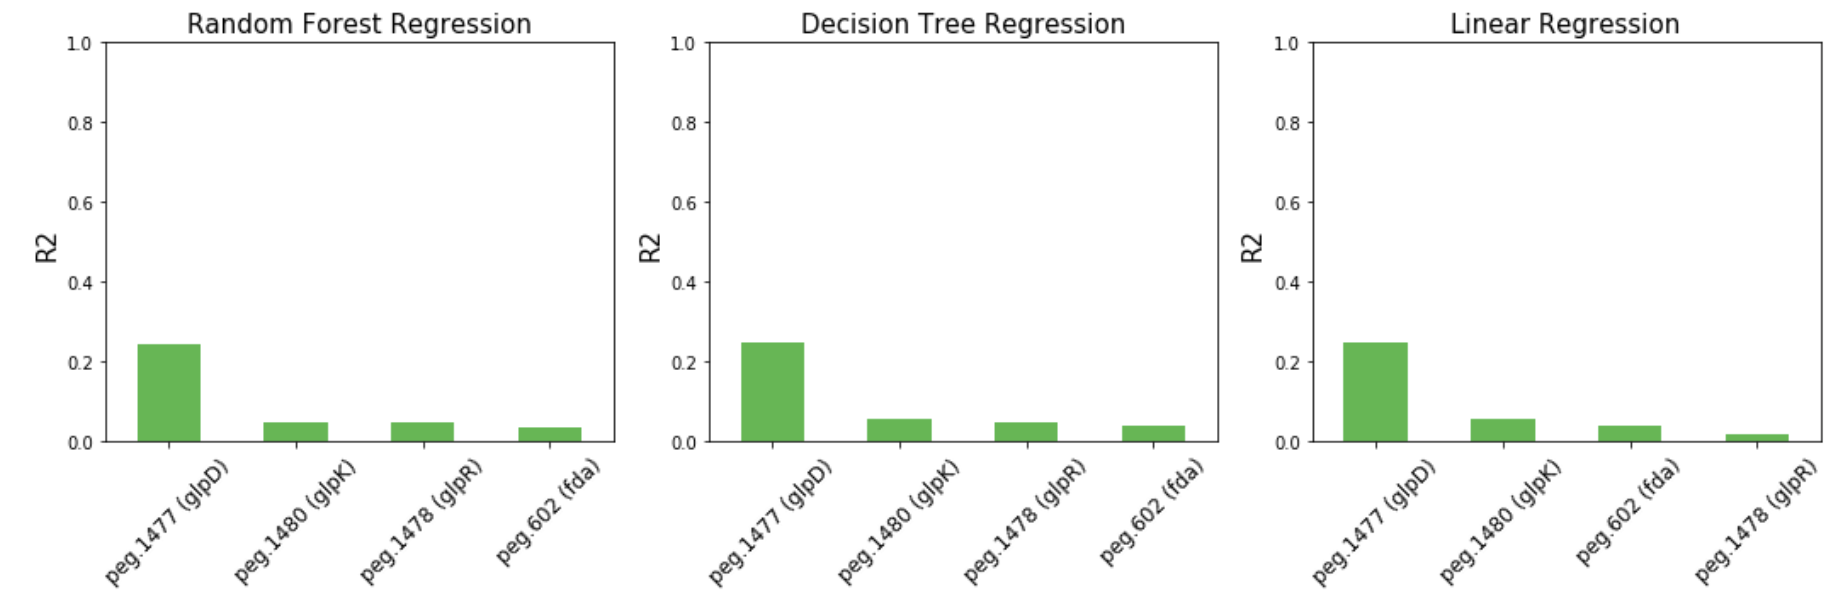 Random Forest Regression
R2
1.0
0.8
0.6
0.4
0.2
0.0
peg.1477 (glpD)
peg.1480 (glpK)
peg.1478 (glpR)
peg.602 (fda)
Decision Tree Regression
R2
1.0
0.8
0.6
0.4
0.2
0.0
peg.1477 (glpD)
peg.1480 (glpK)
peg.1478 (glpR)
peg.602 (fda)
Linear Regression
R2
1.0
0.8
0.6
0.4
0.2
0.0
peg.1477 (glpD)
peg.1480 (glpK)
peg.602 (fda)
peg.1478 (glpR)